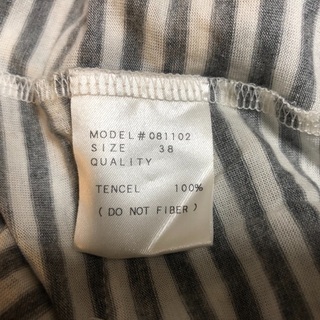 MODEL#081102
SIZE 38
QUALITY
TENCEL 100%
(DO NOT FIBER)